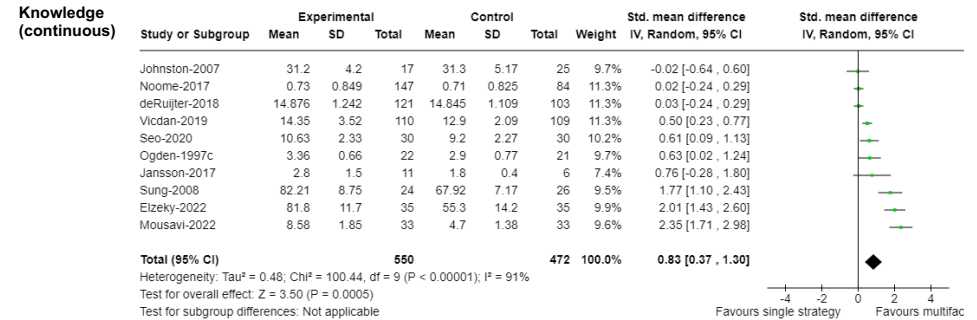 Knowledge
(continuous)
Experimental Control Std. mean difference Std. mean difference
Study or Subgroup Mean SD Total Mean SD Total Weight IV, Random, 95% CI IV, Random, 95% CI
Johnston-2007 31.2 4.2 17 31.3 5.17 25 9.7% -0.02 [-0.64 , 0.60]
Noome-2017 0.73 0.849 147 0.71 0.825 84 11.3% 0.02 [-0.24 , 0.29]
deRuijter-2018 14.876 1.242 121 14.845 1.109 103 11.3% 0.03 [-0.24 , 0.29]
Vicdan-2019 14.35 3.52 110 12.9 2.09 109 11.3% 0.50 [0.23 , 0.77]
Seo-2020 10.63 2.33 30 9.2 2.27 30 10.2% 0.61 [0.09 , 1.13]
Ogden-1997c 3.36 0.66 22 2.9 0.77 21 9.7% 0.63 [0.02 , 1.24]
Jansson-2017 2.8 1.5 11 1.8 0.4 6 7.4% 0.76 [-0.28 , 1.80]
Sung-2008 82.21 8.75 24 67.92 7.17 26 9.5% 1.77 [1.10 , 2.43]
Elzeky-2022 81.8 11.7 35 55.3 14.2 35 9.9% 2.01 [1.43 , 2.60]
Mousavi-2022 8.58 1.85 33 4.7 1.38 33 9.6% 2.35 [1.71 , 2.98]
Total (95% CI) 550 472 100.0% 0.83 [0.37 , 1.30]
Heterogeneity: Tau² = 0.48; Chi² = 100.44, df = 9 (P < 0.00001); I² = 91%
Test for overall effect: Z = 3.50 (P = 0.0005) -4 -2 0 2 4
Test for subgroup differences: Not applicable Favours single strategy Favours multifac